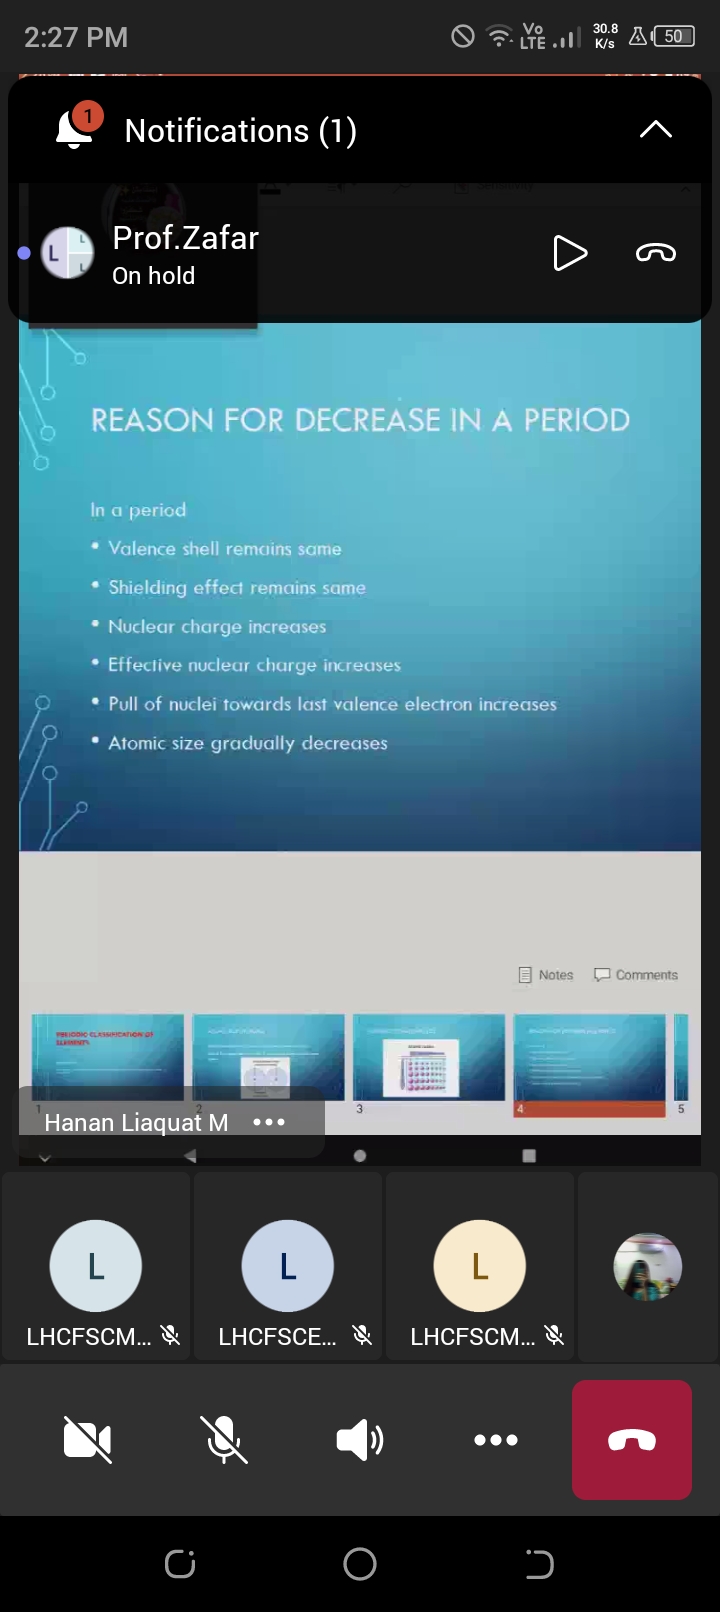 2:27 PM
Vo
LTE
30.8
K/s
50
1
Notifications (1)
Sensitivity
L
L
L
Prof.Zafar
On hold
REASON FOR DECREASE IN A PERIOD
In a period
• Valence shell remains same
• Shielding effect remains same
• Nuclear charge increases
• Effective nuclear charge increases
• Pull of nuclei towards last valence electron increases
• Atomic size gradually decreases
Notes
Comments
PERIODIC CLASSIFICATION OF
ELEMENTS
1
2
3
4
5
Hanan Liaquat M
L
L
L
LHCFSCM...
LHCFSCE...
LHCFSCM...